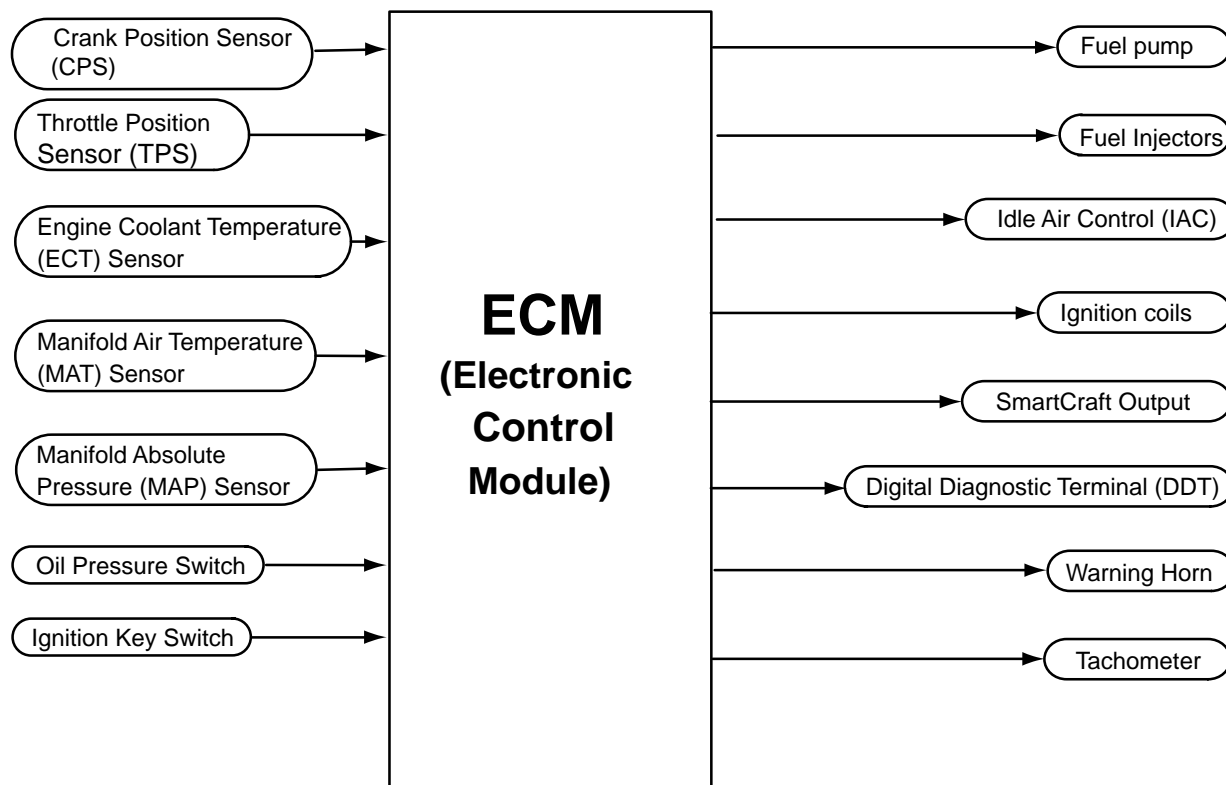 Crank Position Sensor
(CPS)
Throttle Position
Sensor (TPS)
Engine Coolant Temperature
(ECT) Sensor
Manifold Air Temperature
(MAT) Sensor
Manifold Absolute
Pressure (MAP) Sensor
Oil Pressure Switch
Ignition Key Switch
ECM
(Electronic
Control
Module)
Fuel pump
Fuel Injectors
Idle Air Control (IAC)
Ignition coils
SmartCraft Output
Digital Diagnostic Terminal (DDT)
Warning Horn
Tachometer